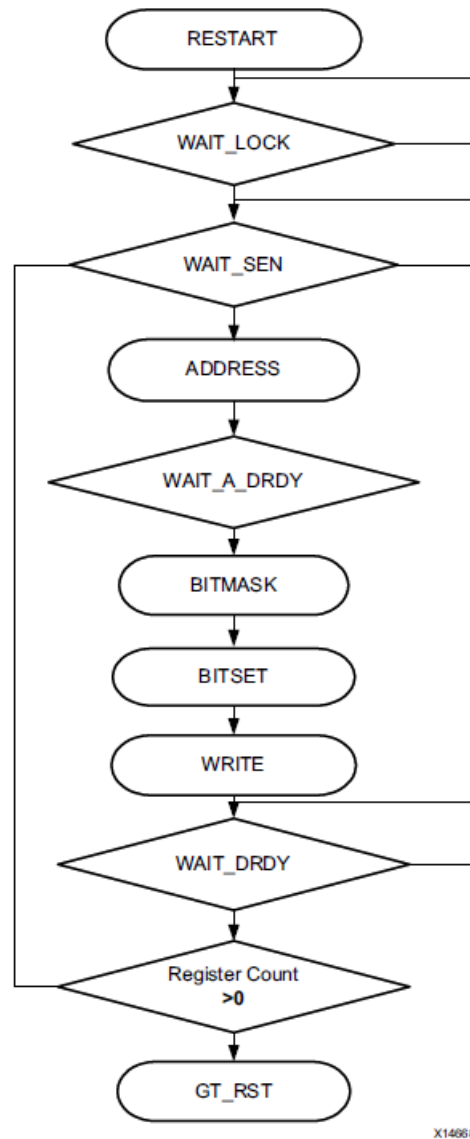 RESTART
WAIT_LOCK
WAIT_SEN
ADDRESS
WAIT_A_DRDY
BITMASK
BITSET
WRITE
WAIT_DRDY
Register Count
>0
GT_RST